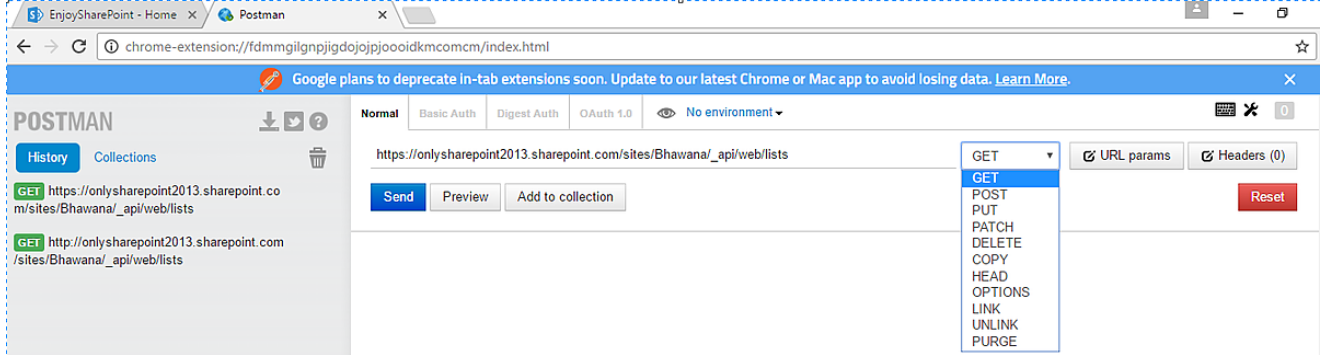 EnjoySharePoint - Home
Postman
chrome-extension://fdmmgilgnpjigdojojpjoooidkmcomcm/index.html
Google plans to deprecate in-tab extensions soon. Update to our latest Chrome or Mac app to avoid losing data. Learn More.
POSTMAN
History Collections
GET https://onlysharepoint2013.sharepoint.co
m/sites/Bhawana/_api/web/lists
GET http://onlysharepoint2013.sharepoint.com
/sites/Bhawana/_api/web/lists
Normal Basic Auth Digest Auth OAuth 1.0 No environment 0
https://onlysharepoint2013.sharepoint.com/sites/Bhawana/_api/web/lists GET URL params Headers (0)
Send Preview Add to collection Reset
GET
POST
PUT
PATCH
DELETE
COPY
HEAD
OPTIONS
LINK
UNLINK
PURGE